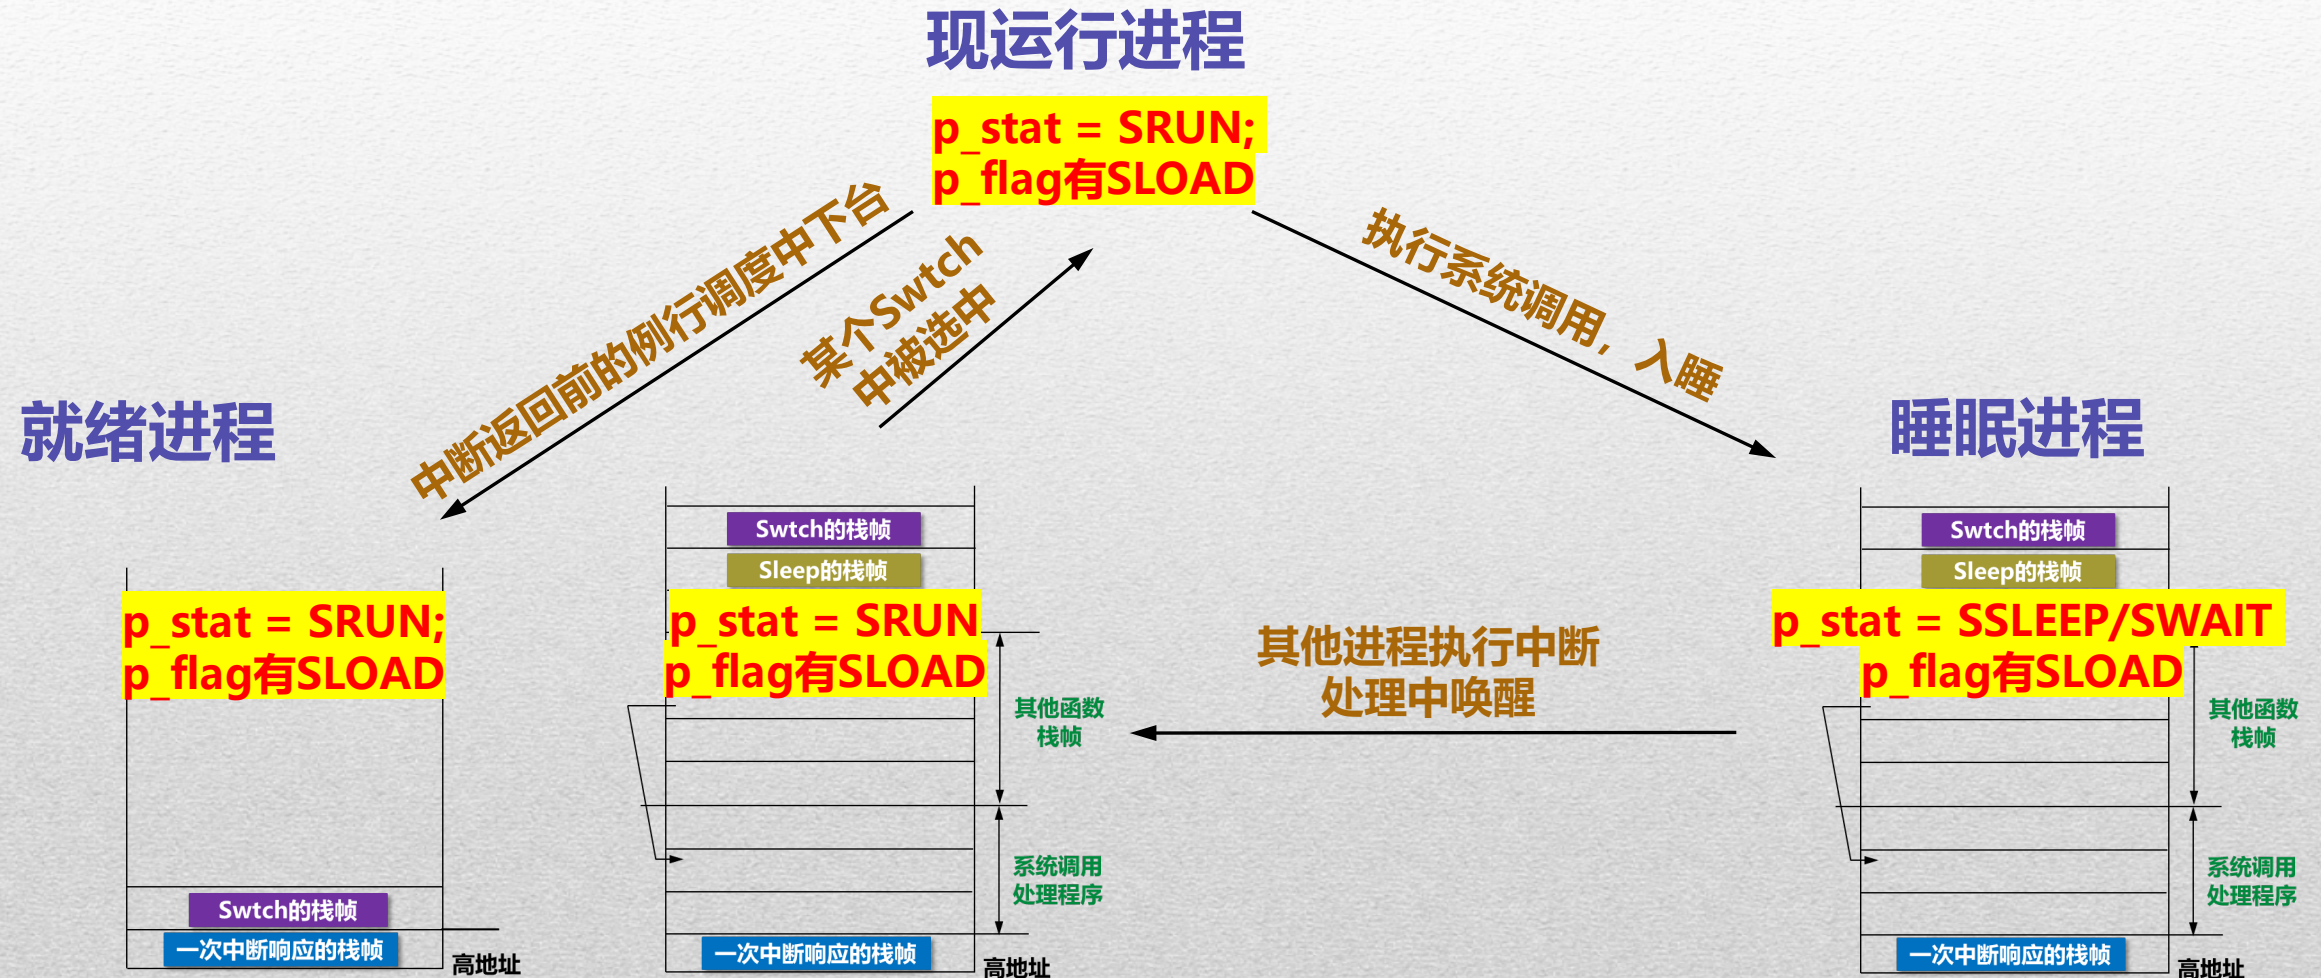 现运行进程
p_stat = SRUN;
p_flag有SLOAD
中断返回前的例行调度中下台
某个Swtch
中被选中
执行系统调用，入睡
就绪进程
睡眠进程
p_stat = SRUN;
p_flag有SLOAD
Swtch的栈帧
一次中断响应的栈帧
高地址
Swtch的栈帧
Sleep的栈帧
p_stat = SRUN
p_flag有SLOAD
其他函数
栈帧
系统调用
处理程序
一次中断响应的栈帧
高地址
其他进程执行中断
处理中唤醒
Swtch的栈帧
Sleep的栈帧
p_stat = SSLEEP/SWAIT
p_flag有SLOAD
其他函数
栈帧
系统调用
处理程序
一次中断响应的栈帧
高地址